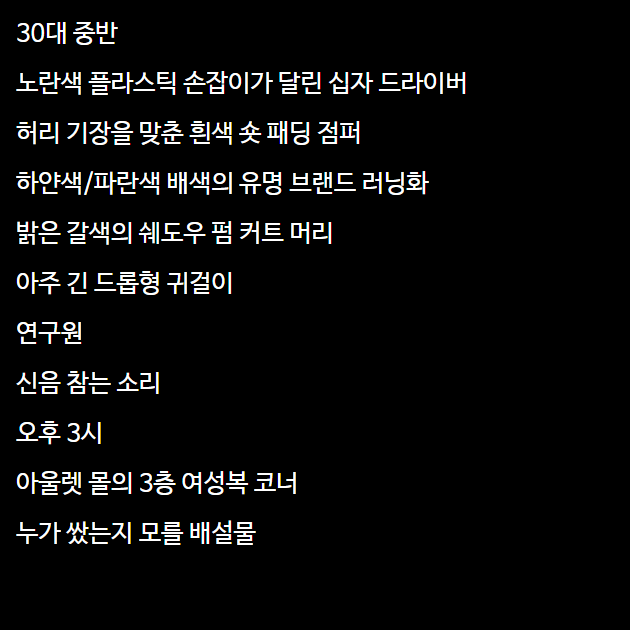 30대 중반
노란색 플라스틱 손잡이가 달린 십자 드라이버
허리 기장을 맞춘 흰색 숏 패딩 점퍼
하얀색/파란색 배색의 유명 브랜드 러닝화
밝은 갈색의 쉐도우 펌 커트 머리
아주 긴 드롭형 귀걸이
연구원
신음 참는 소리
오후 3시
아울렛 몰의 3층 여성복 코너
누가 쌌는지 모를 배설물